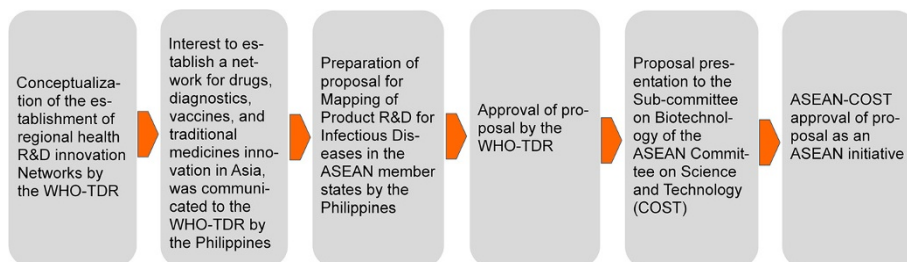 Conceptualiza-
tion of the es-
tablishment of
regional health
R&D innovation
Networks by
the WHO-TDR
Interest to es-
tablish a net-
work for drugs,
diagnostics,
vaccines, and
traditional
medicines inno-
vation in Asia,
was communi-
cated to the
WHO-TDR by
the Philippines
Preparation of
proposal for
Mapping of
Product R&D for
Infectious Dis-
eases in the
ASEAN member
states by the
Philippines
Approval of pro-
posal by the
WHO-TDR
Proposal pres-
entation to the
Sub-committee
on Biotechnol-
ogy of the
ASEAN Commit-
tee on Science
and Technology
(COST)
ASEAN-COST
approval of pro-
posal as an
ASEAN initiative